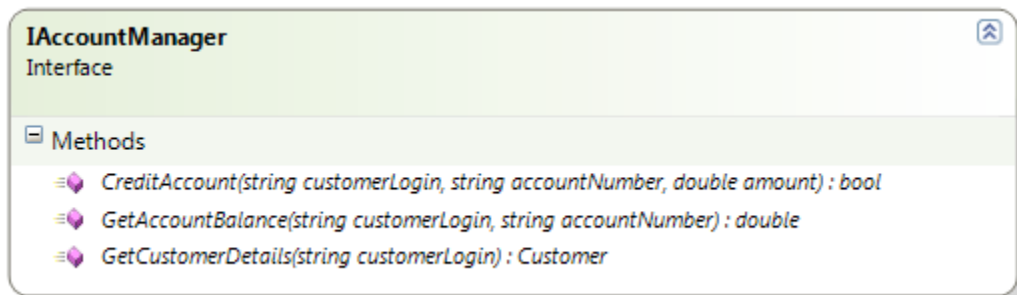 IAccountManager
Interface
Methods
CreditAccount(string customerLogin, string accountNumber, double amount) : bool
GetAccountBalance(string customerLogin, string accountNumber) : double
GetCustomerDetails(string customerLogin) : Customer